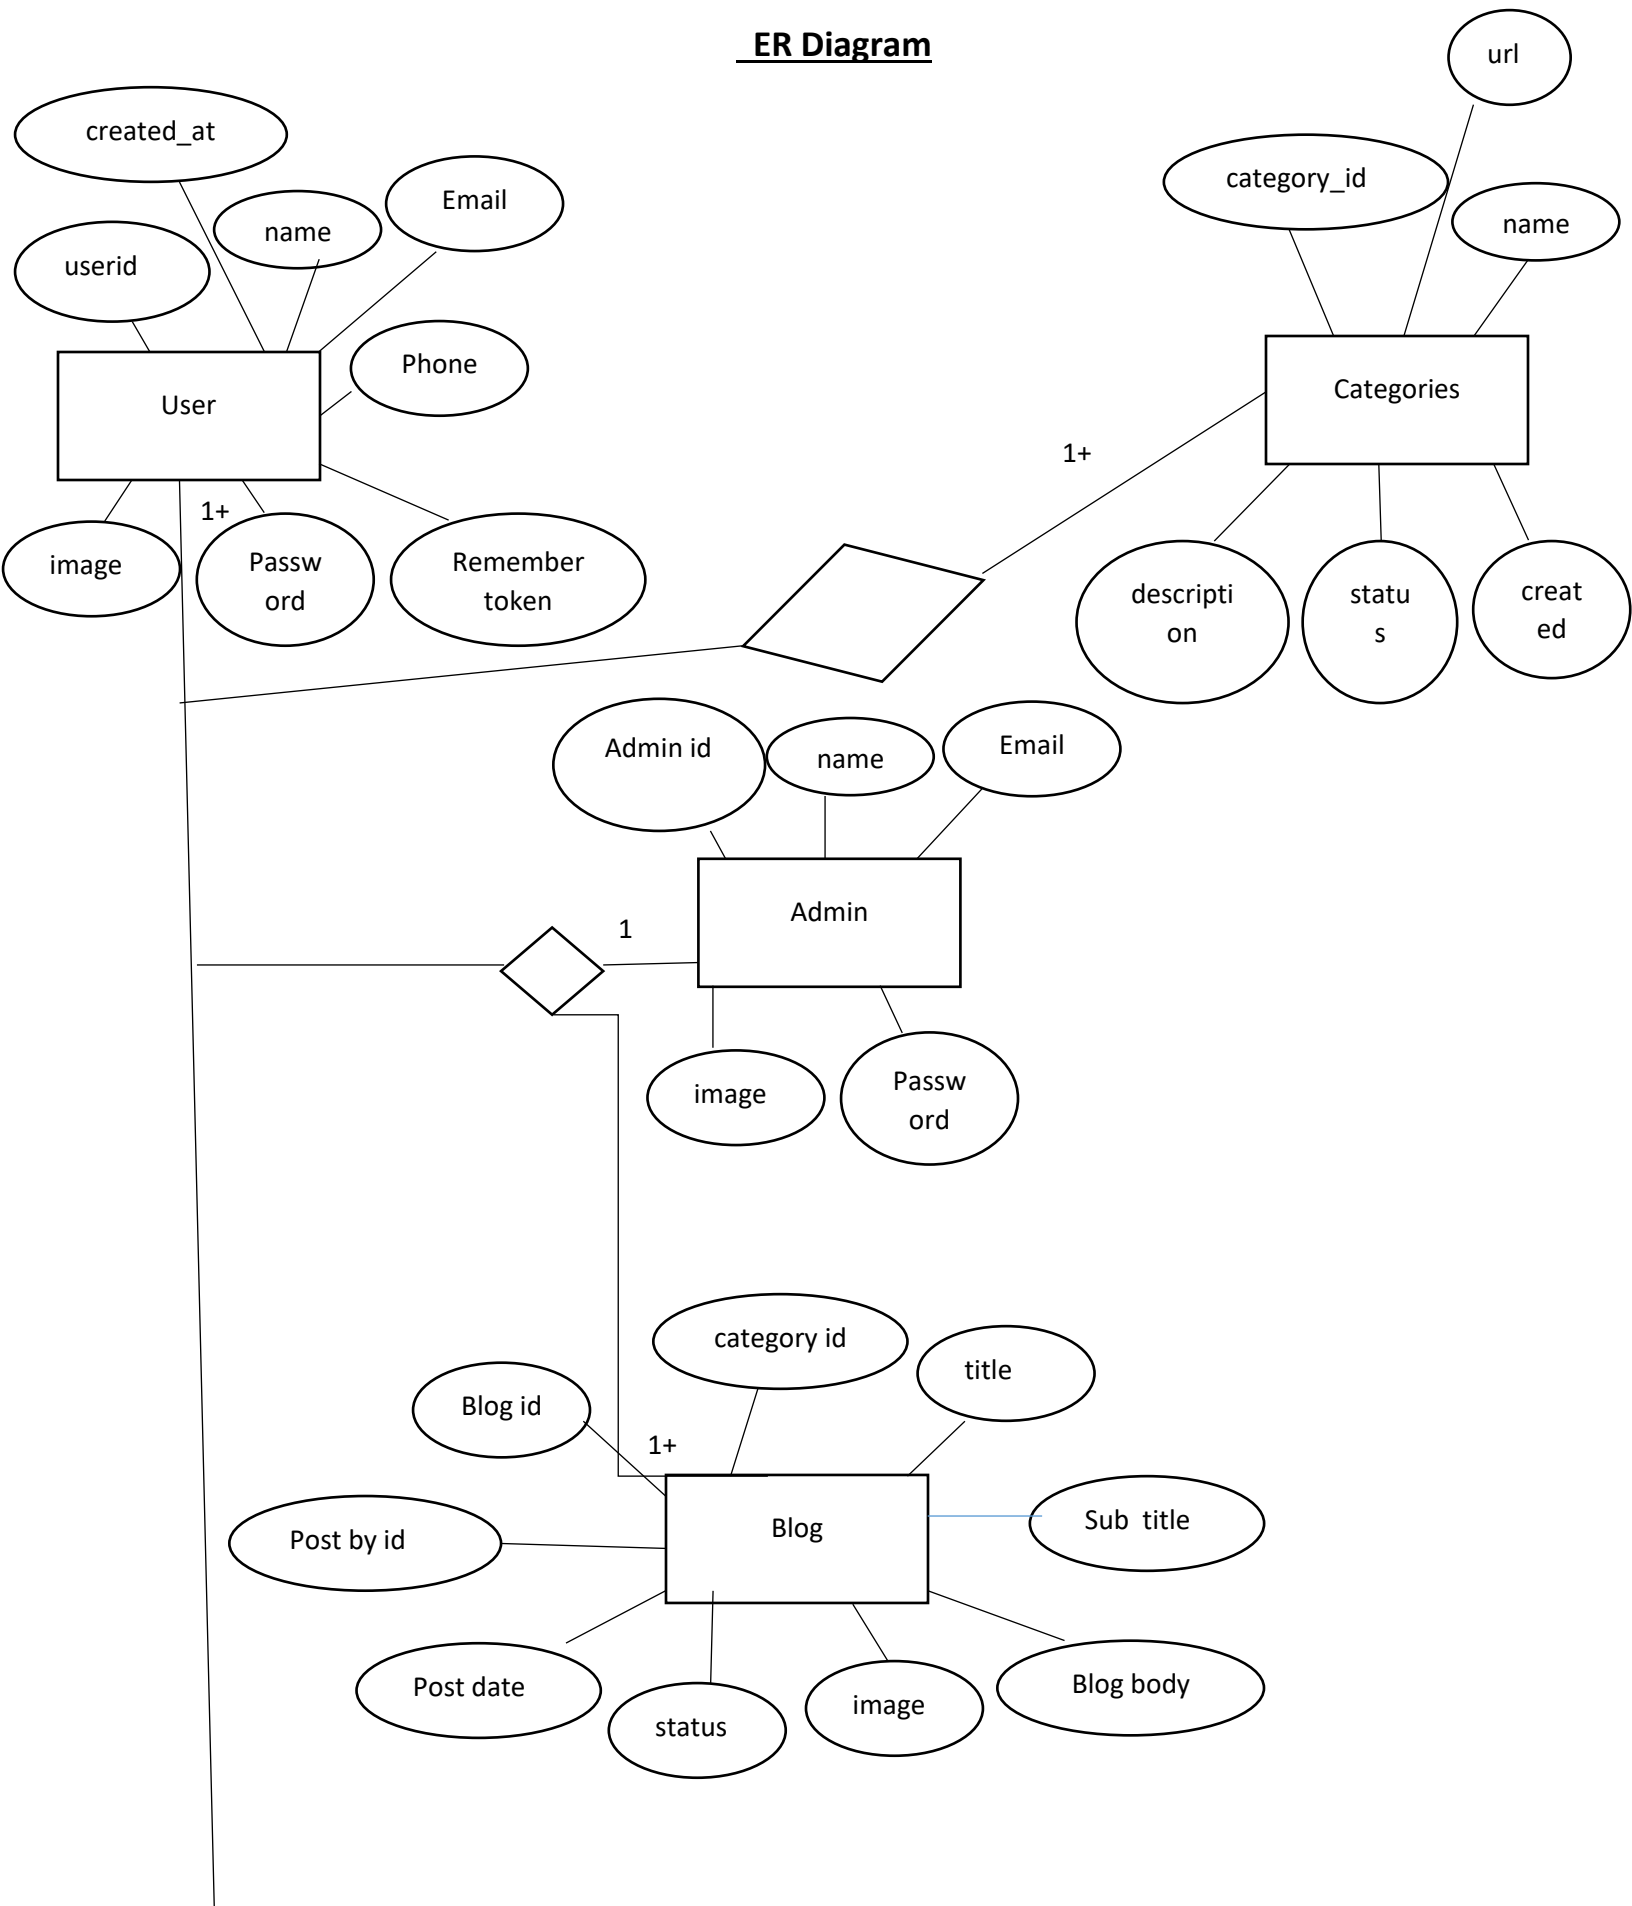 ER Diagram
url
created_at
category_id
Email
name
name
userid
Phone
User
Categories
1+
1+
image
Passw
ord
Remember
token
descripti
on
statu
s
creat
ed
Admin id
name
Email
Admin
1
image
Passw
ord
category id
title
Blog id
1+
Blog
Sub  title
Post by id
Post date
status
image
Blog body